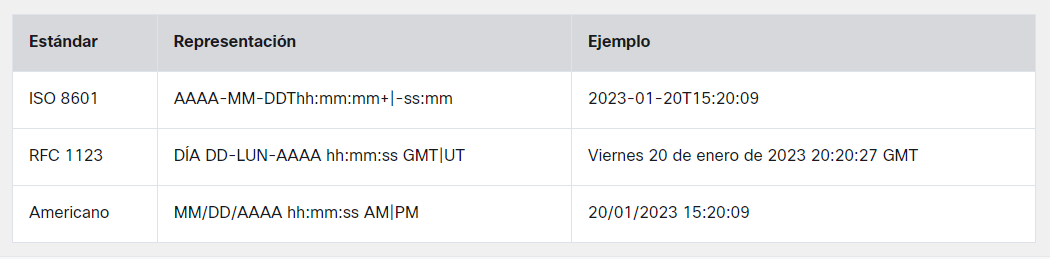 Estándar Representación Ejemplo
ISO 8601 AAAA-MM-DDThh:mm:mm+|-ss:mm 2023-01-20T15:20:09
RFC 1123 DÍA DD-LUN-AAAA hh:mm:ss GMT|UT Viernes 20 de enero de 2023 20:20:27 GMT
Americano MM/DD/AAAA hh:mm:ss AM|PM 20/01/2023 15:20:09